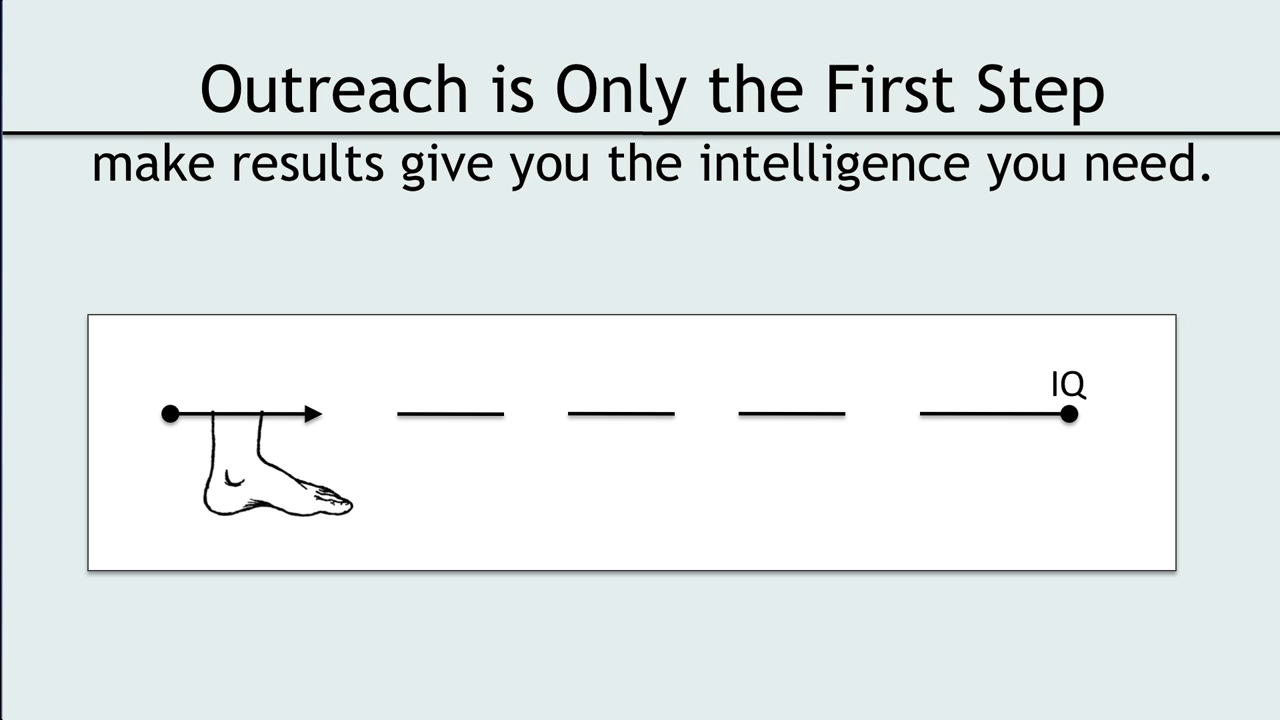 Outreach is Only the First Step
make results give you the intelligence you need.
IQ